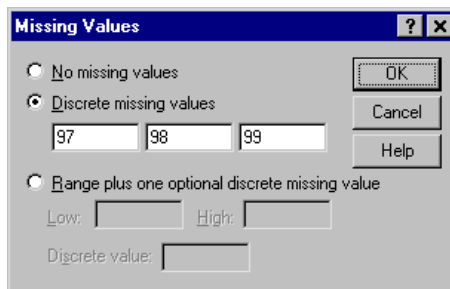 Missing Values
No missing values
OK
Discrete missing values
Cancel
97 98 99
Help
Range plus one optional discrete missing value
Low: High:
Discrete value: